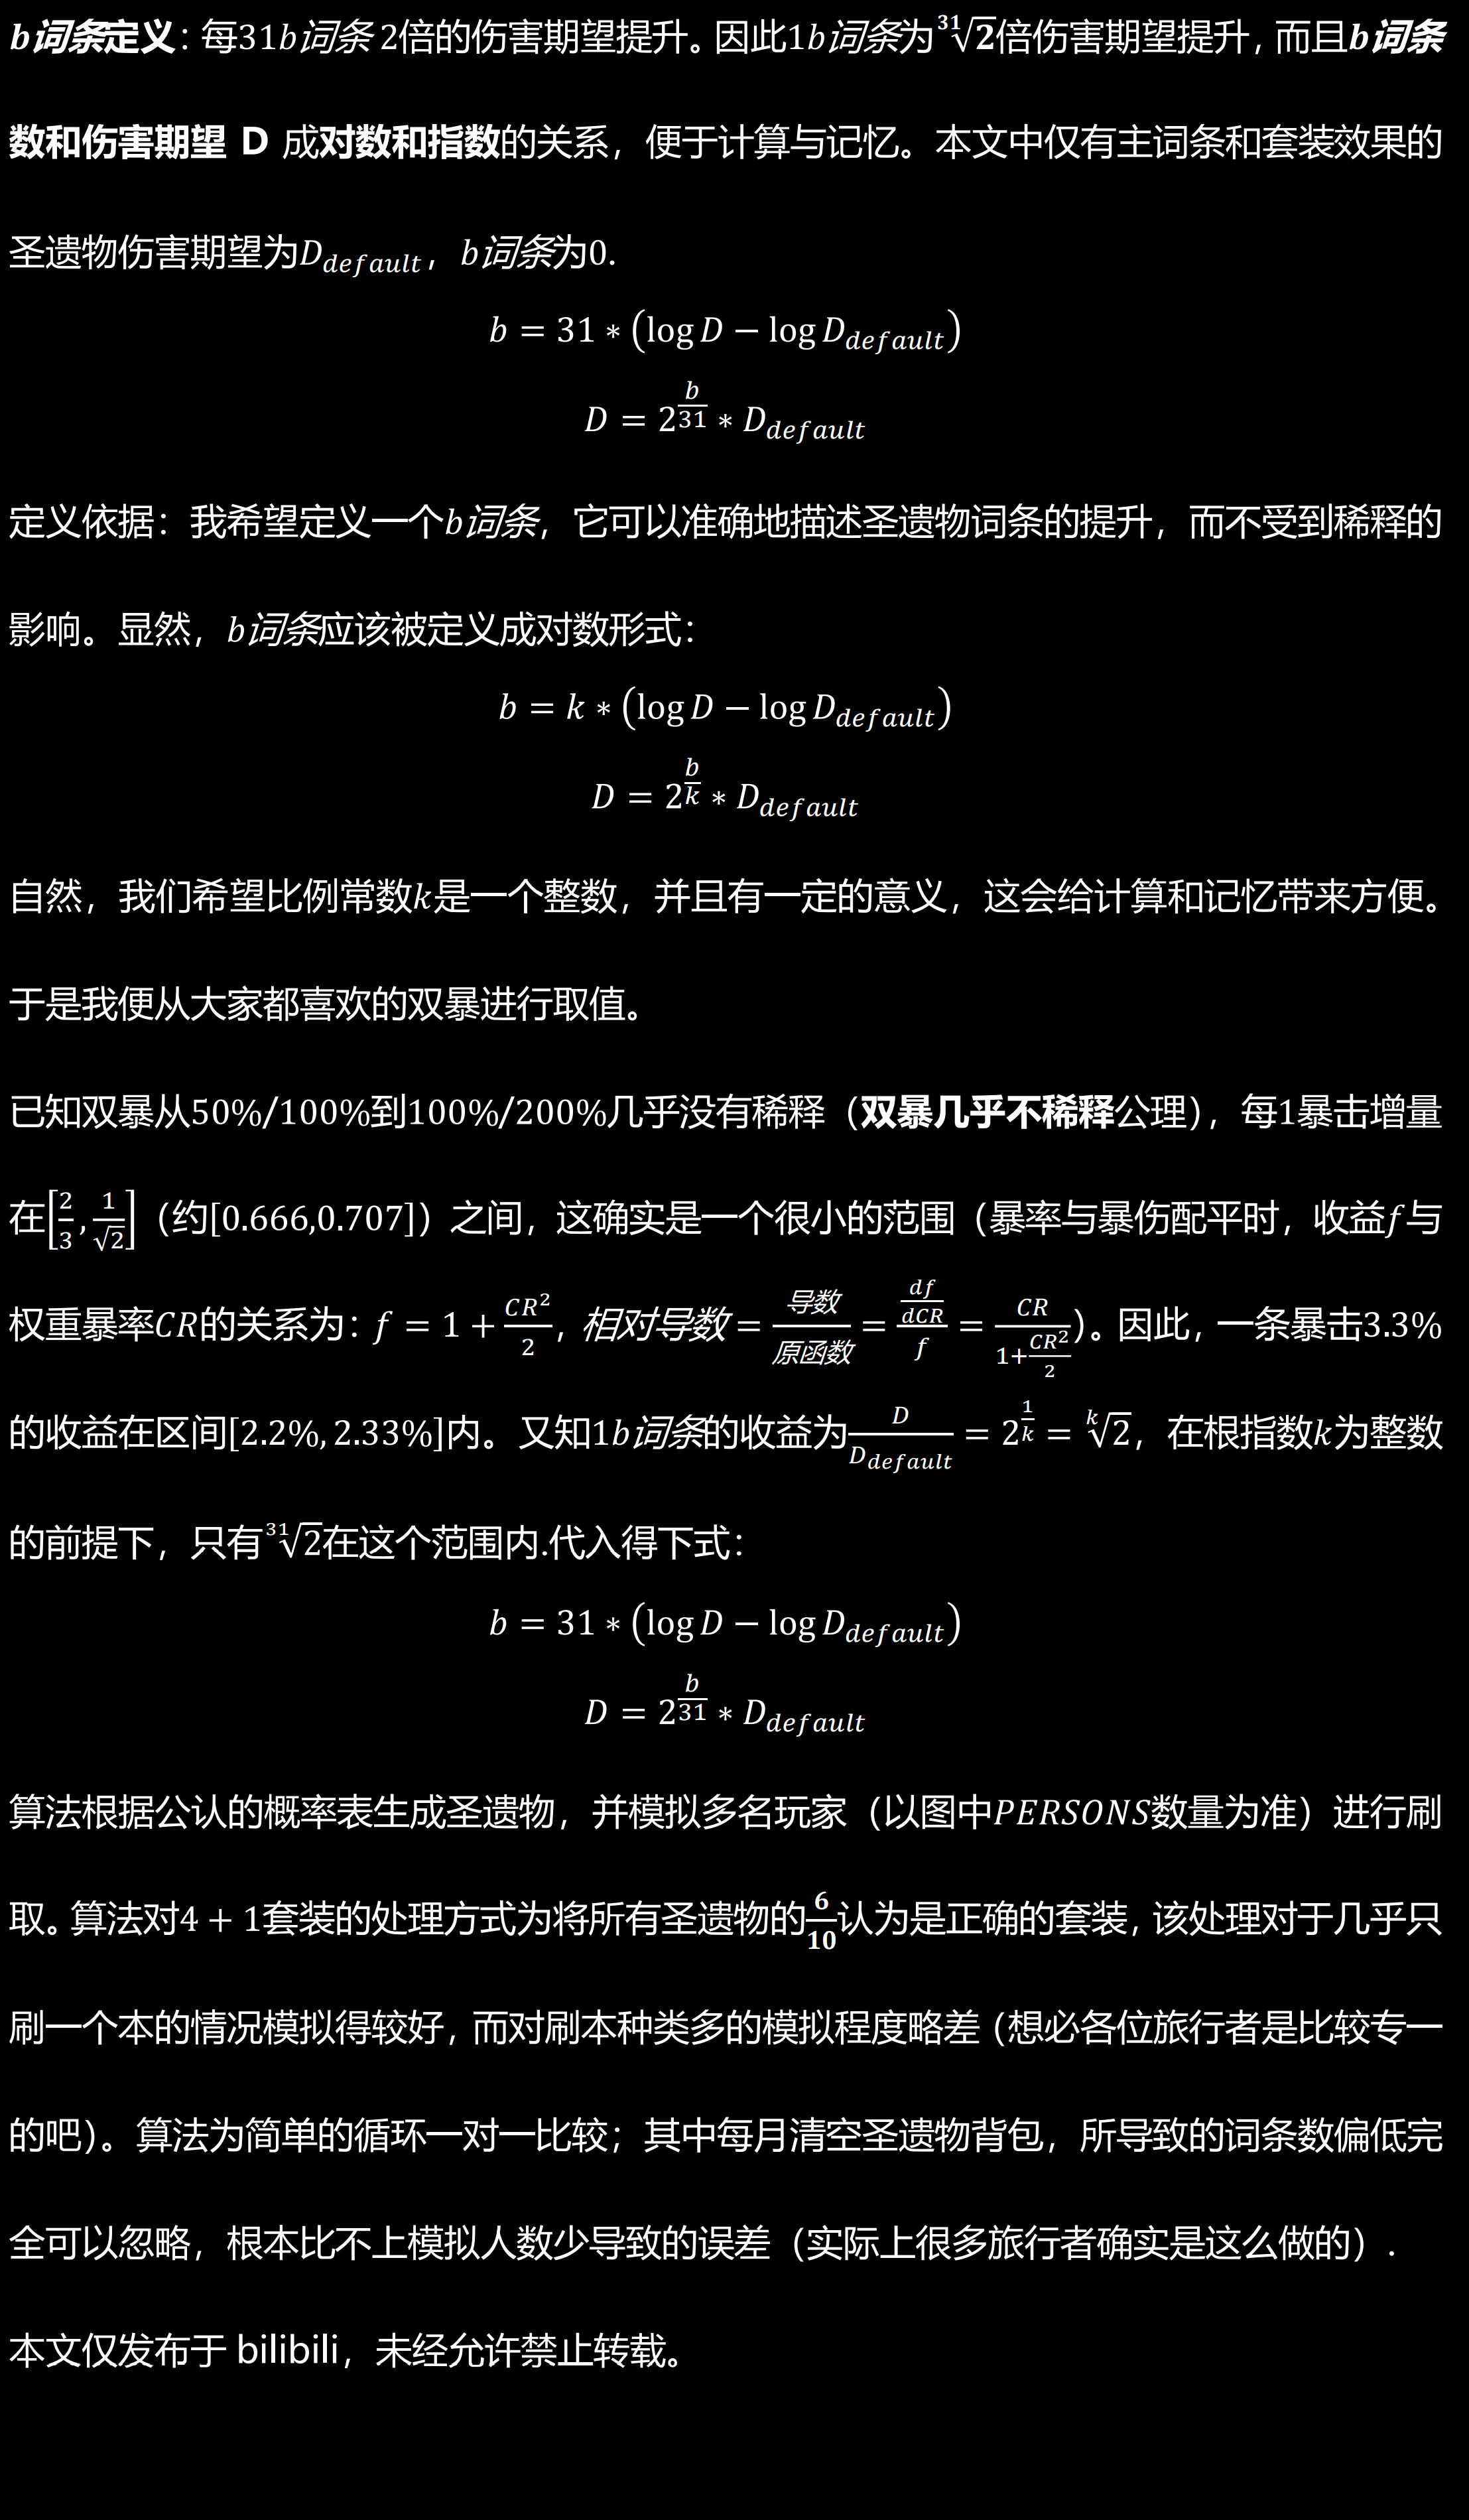 b词条定义：每31b词条 2倍的伤害期望提升。因此1b词条为$\sqrt[31]{2}$倍伤害期望提升，而且b词条
数和伤害期望 D 成对数和指数的关系，便于计算与记忆。本文中仅有主词条和套装效果的
圣遗物伤害期望为$D_{default}$，b词条为0.
$b = 31 * (\log D - \log D_{default})$
$D = 2^{\frac{b}{31}} * D_{default}$
定义依据：我希望定义一个b词条，它可以准确地描述圣遗物词条的提升，而不受到稀释的
影响。显然，b词条应该被定义成对数形式：
$b = k * (\log D - \log D_{default})$
$D = 2^{\frac{b}{k}} * D_{default}$
自然，我们希望比例常数k是一个整数，并且有一定的意义，这会给计算和记忆带来方便。
于是我便从大家都喜欢的双暴进行取值。
已知双暴从50%/100%到100%/200%几乎没有稀释（双暴几乎不稀释公理），每1暴击增量
在$\left[\frac{2}{3},\frac{1}{\sqrt{2}}\right]$（约[0.666,0.707]）之间，这确实是一个很小的范围（暴率与暴伤配平时，收益f与
权重暴率CR的关系为：$f = 1 + \frac{CR^2}{2}$，$相对导数 = \frac{导数}{原函数} = \frac{\frac{df}{dCR}}{f} = \frac{CR}{1+\frac{CR^2}{2}}$）。因此，一条暴击3.3%
的收益在区间[2.2%, 2.33%]内。又知1b词条的收益为$\frac{D}{D_{default}} = 2^{\frac{1}{k}} = \sqrt[k]{2}$，在根指数k为整数
的前提下，只有$\sqrt[31]{2}$在这个范围内.代入得下式：
$b = 31 * (\log D - \log D_{default})$
$D = 2^{\frac{b}{31}} * D_{default}$
算法根据公认的概率表生成圣遗物，并模拟多名玩家（以图中PERSONS数量为准）进行刷
取。算法对4 + 1套装的处理方式为将所有圣遗物的$\frac{6}{10}$认为是正确的套装，该处理对于几乎只
刷一个本的情况模拟得较好，而对刷本种类多的模拟程度略差（想必各位旅行者是比较专一
的吧）。算法为简单的循环一对一比较；其中每月清空圣遗物背包，所导致的词条数偏低完
全可以忽略，根本比不上模拟人数少导致的误差（实际上很多旅行者确实是这么做的）.
本文仅发布于 bilibili，未经允许禁止转载。